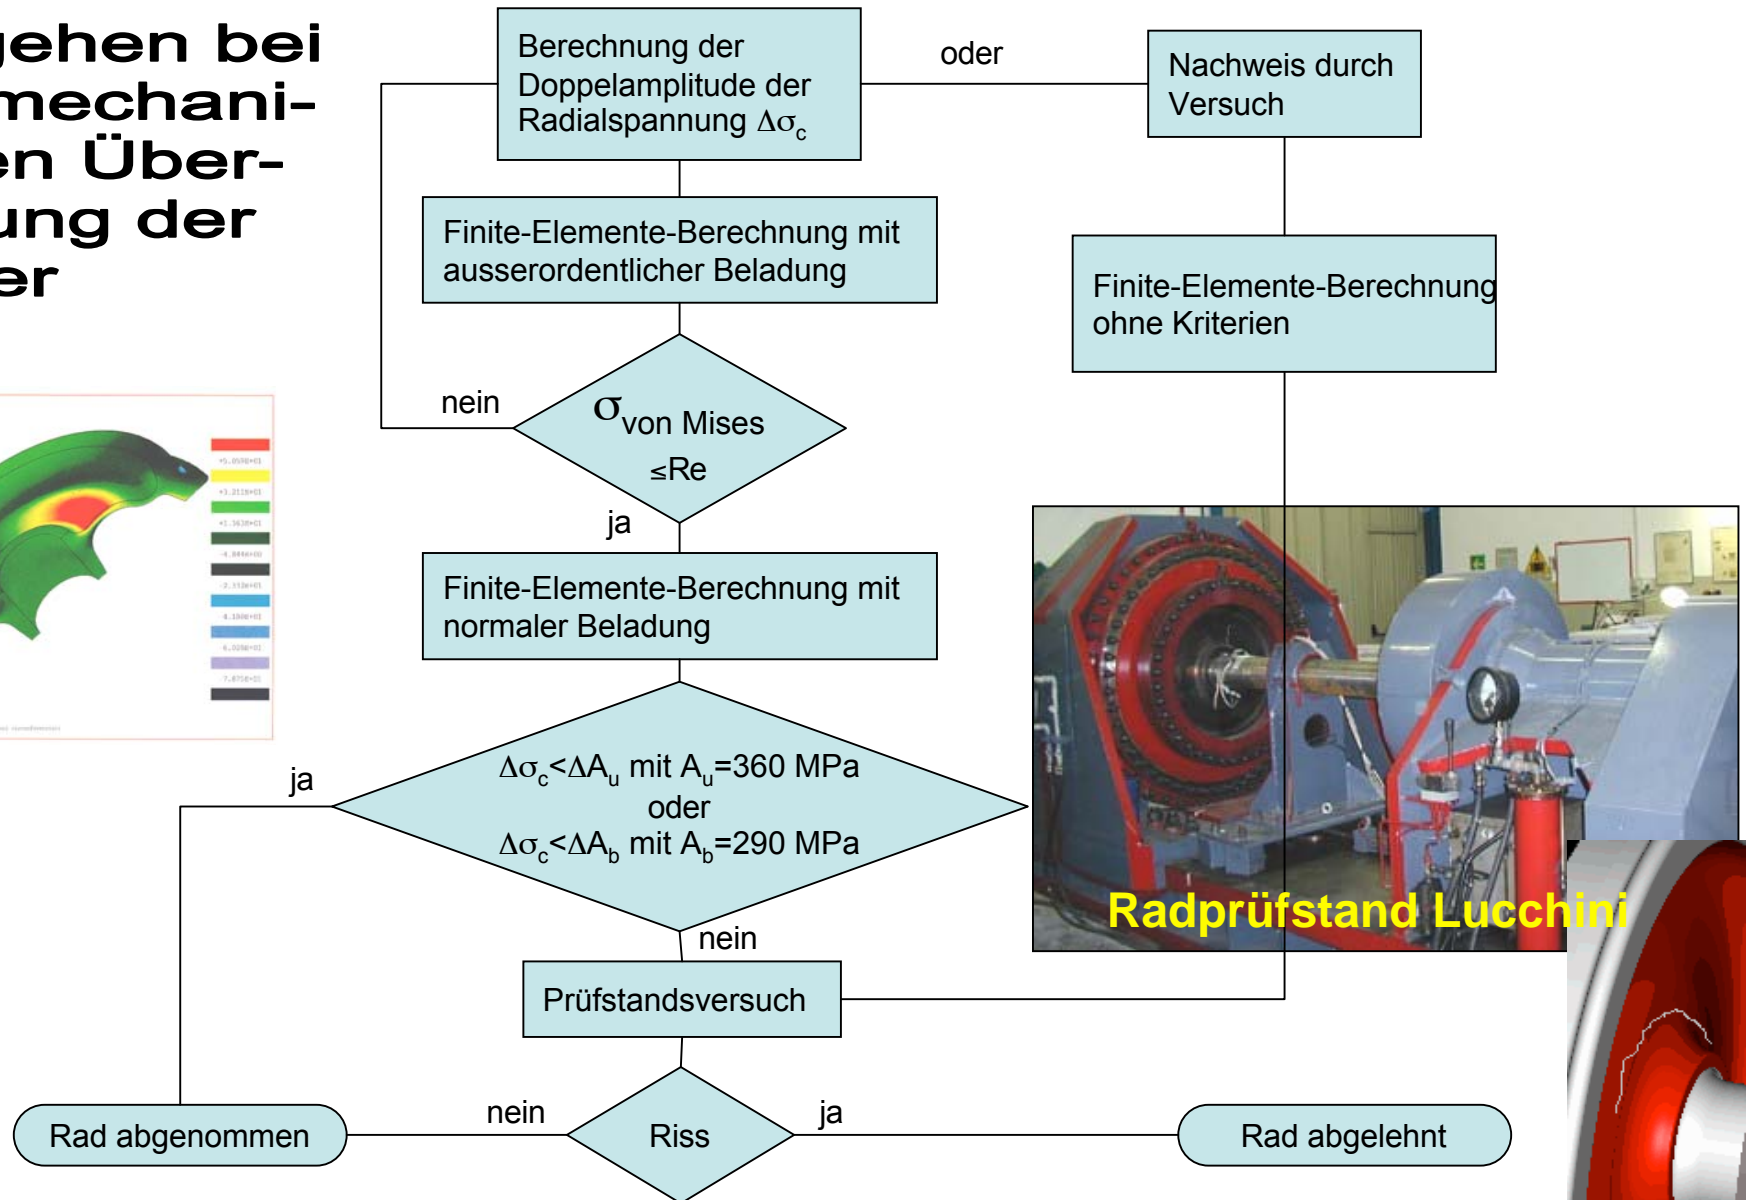 gehen bei
mechani-
en Über-
ung der
er
Berechnung der
Doppelamplitude der
Radialspannung Δσc
oder
Nachweis durch
Versuch
Finite-Elemente-Berechnung mit
ausserordentlicher Beladung
Finite-Elemente-Berechnung
ohne Kriterien
nein
σvon Mises
≤Re
ja
Finite-Elemente-Berechnung mit
normaler Beladung
ja
Δσc<ΔAu mit Au=360 MPa
oder
Δσc<ΔAb mit Ab=290 MPa
Radprüfstand Lucchini
nein
Prüfstandsversuch
Rad abgenommen
nein
Riss
ja
Rad abgelehnt